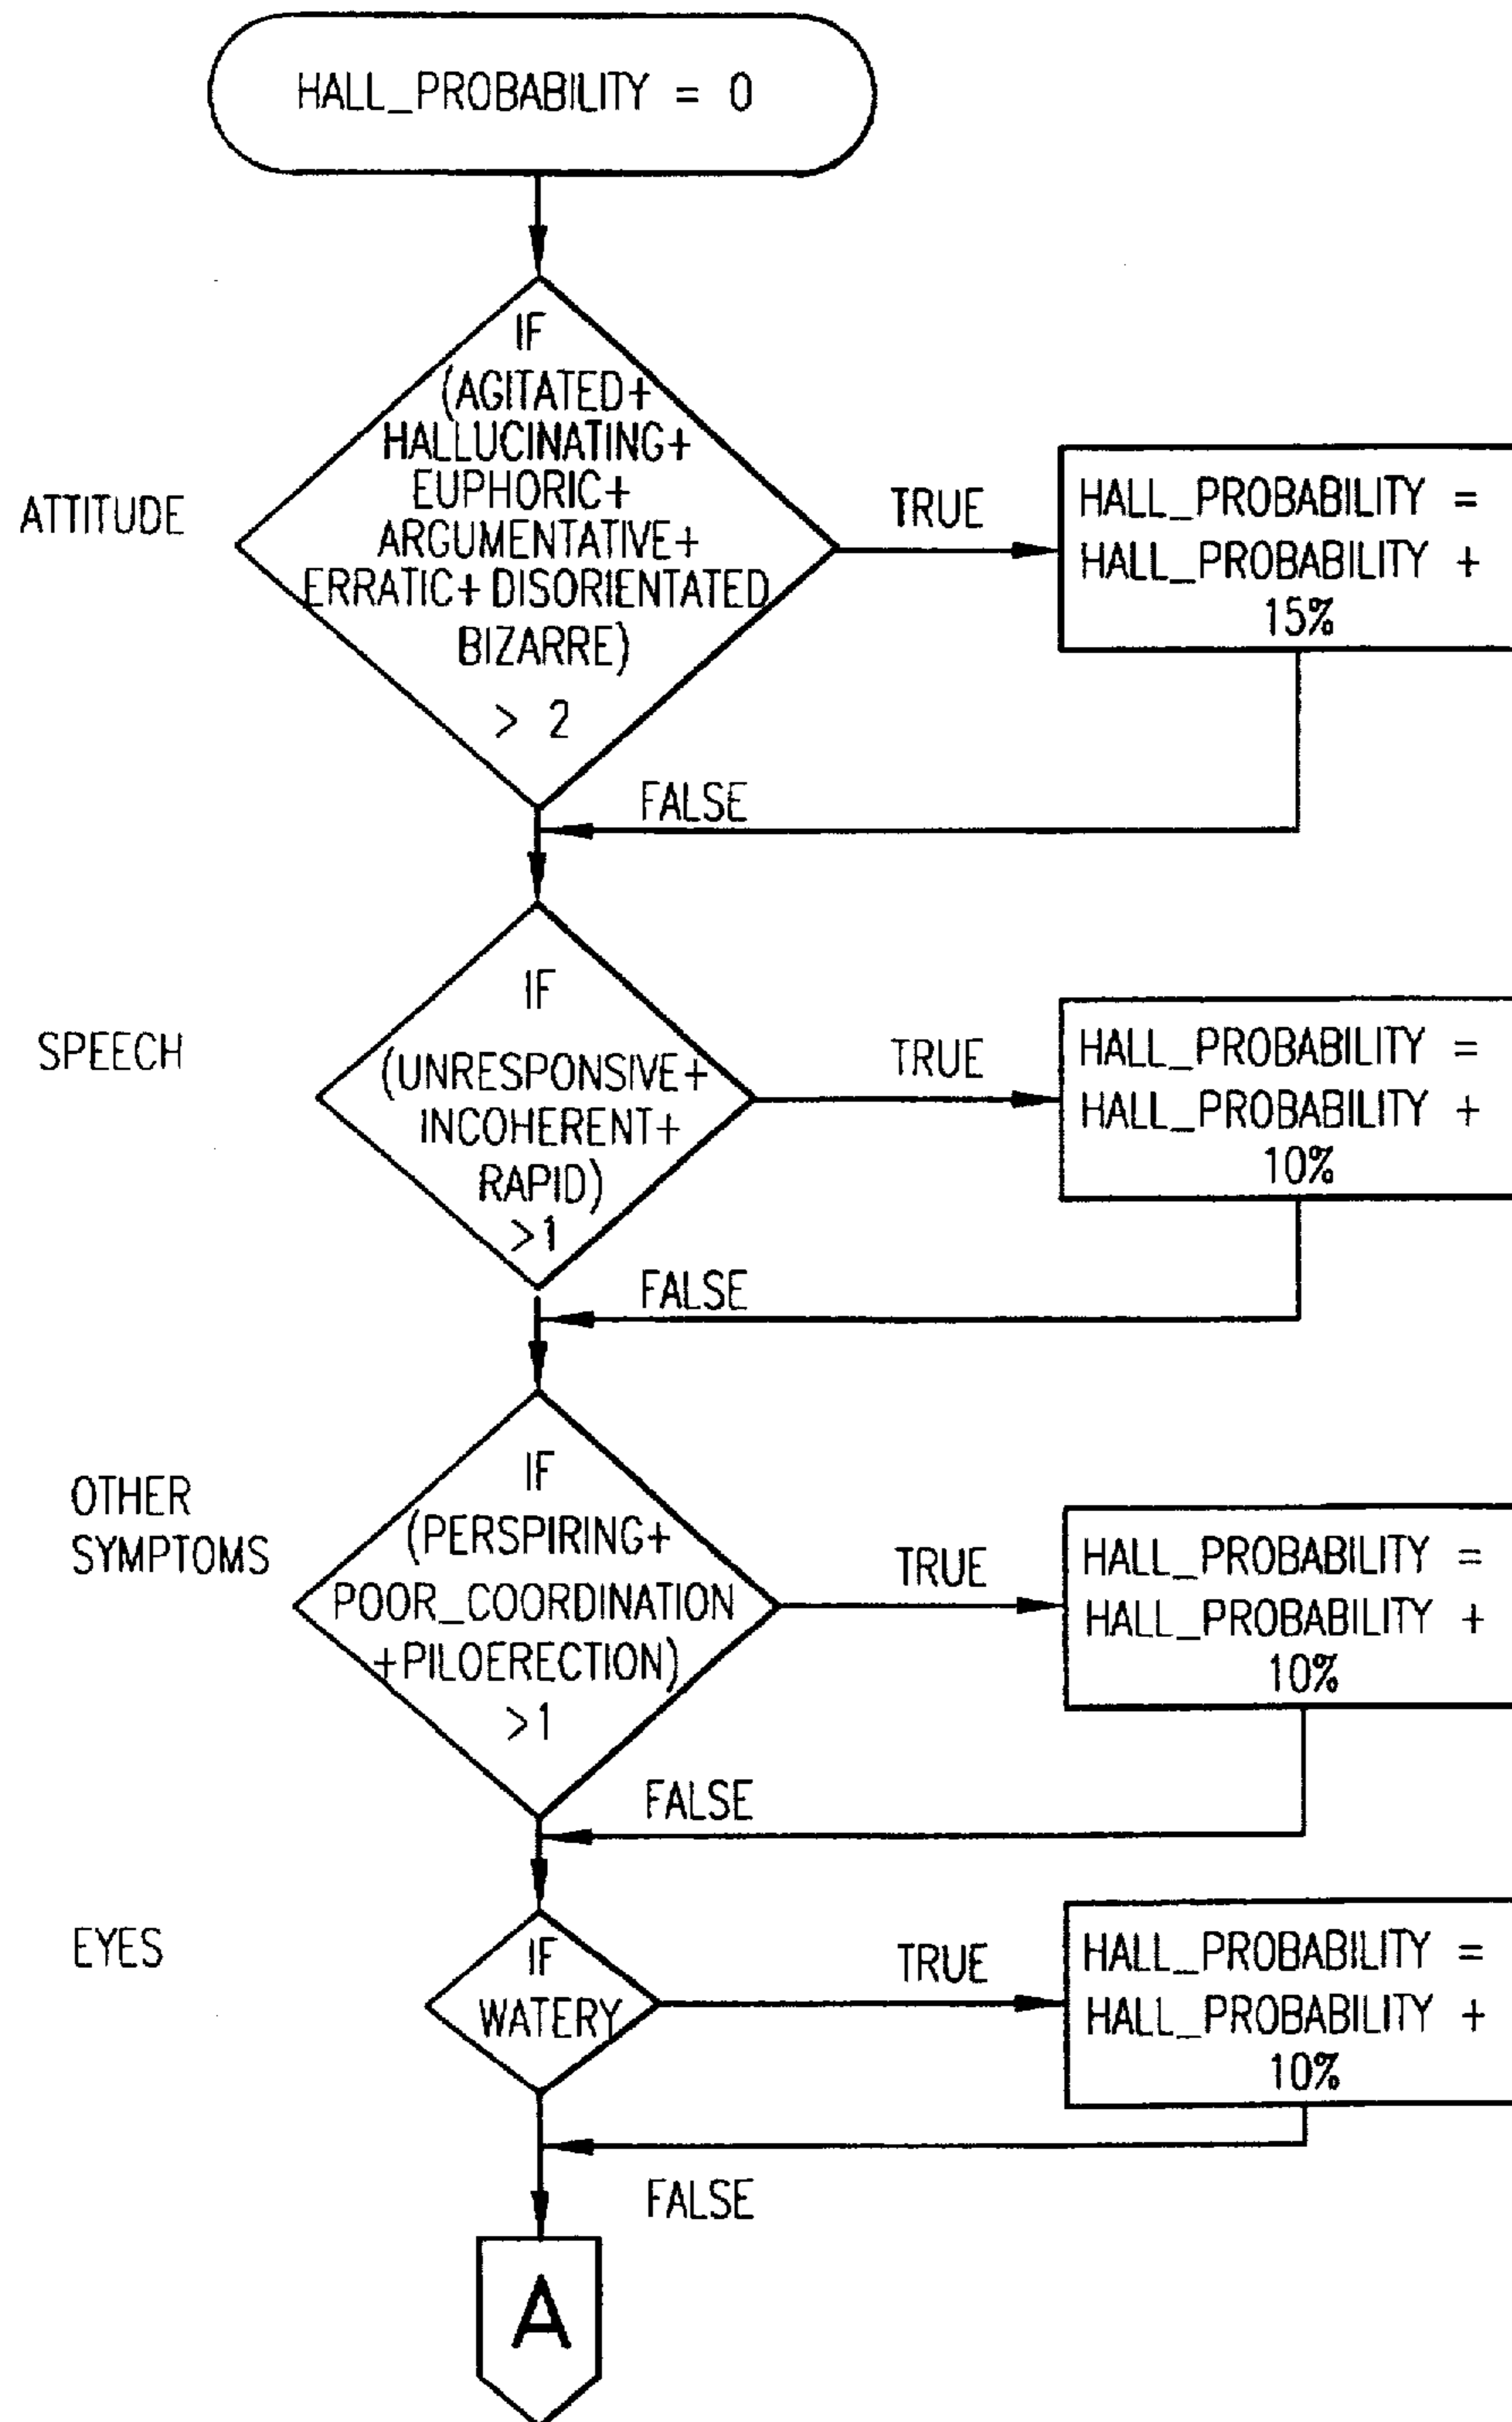 HALL_PROBABILITY = 0
IF
(AGITATED+
HALLUCINATING+
EUPHORIC+
ARGUMENTATIVE+
ERRATIC+ DISORIENTATED
BIZARRE)
> 2
ATTITUDE
TRUE
HALL_PROBABILITY =
HALL_PROBABILITY +
15%
FALSE
IF
(UNRESPONSIVE+
INCOHERENT+
RAPID)
>1
SPEECH
TRUE
HALL_PROBABILITY =
HALL_PROBABILITY +
10%
FALSE
IF
(PERSPIRING+
POOR_COORDINATION
+PILOERECTION)
>1
OTHER
SYMPTOMS
TRUE
HALL_PROBABILITY =
HALL_PROBABILITY +
10%
FALSE
EYES
IF
WATERY
TRUE
HALL_PROBABILITY =
HALL_PROBABILITY +
10%
FALSE
A